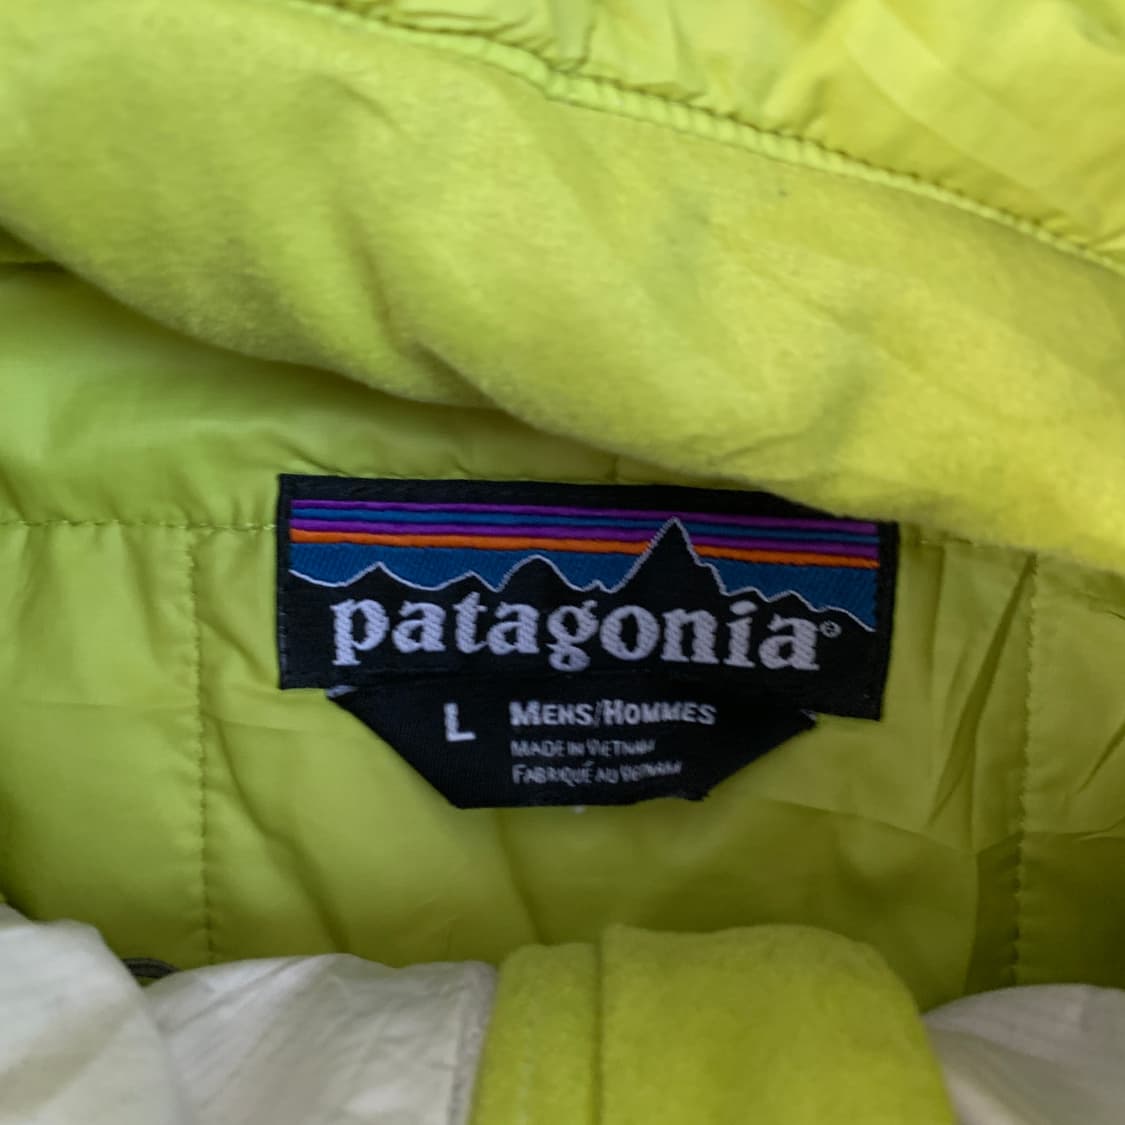 patagonia®
L MENS/HOMMES
MADE IN VIETNAM
FABRIQUÉ AU VIETNAM